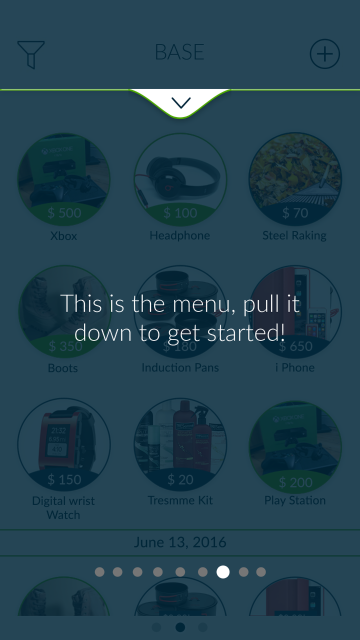 BASE
$ 500
$ 100
$ 70
Xbox
Headphone
Steel Raking
This is the menu, pull it
down to get started!
$ 350
$ 180
$ 650
Boots
Induction Pans
i Phone
$ 150
$ 20
$ 200
Digital wrist
Watch
Tresmme Kit
Play Station
June 13, 2016